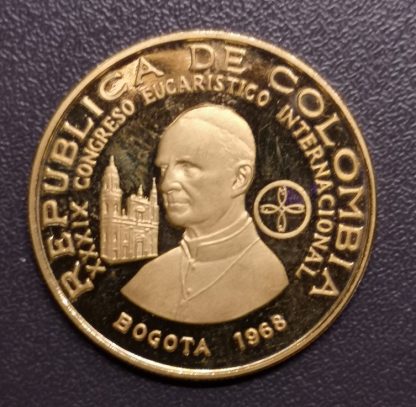 REPUBLICA DE COLOMBIA
XXXIX CONGRESO EUCARISTICO INTERNACIONAL
BOGOTA 1968